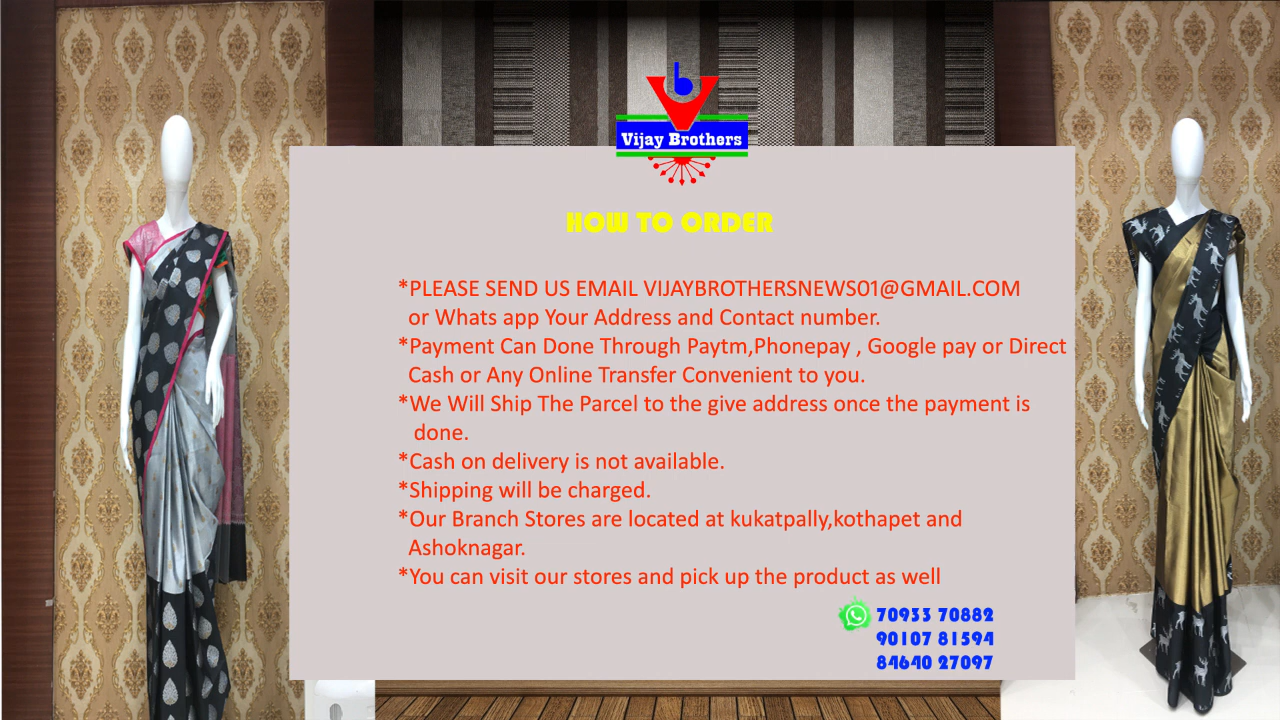 Vijay Brothers
HOW TO ORDER
*PLEASE SEND US EMAIL VIJAYBROTHERSNEWS01@GMAIL.COM
or Whats app Your Address and Contact number.
*Payment Can Done Through Paytm,Phonepay , Google pay or Direct
Cash or Any Online Transfer Convenient to you.
*We Will Ship The Parcel to the give address once the payment is
done.
*Cash on delivery is not available.
*Shipping will be charged.
*Our Branch Stores are located at kukatpally,kothapet and
Ashoknagar.
*You can visit our stores and pick up the product as well
70933 70882
90107 81594
84640 27097